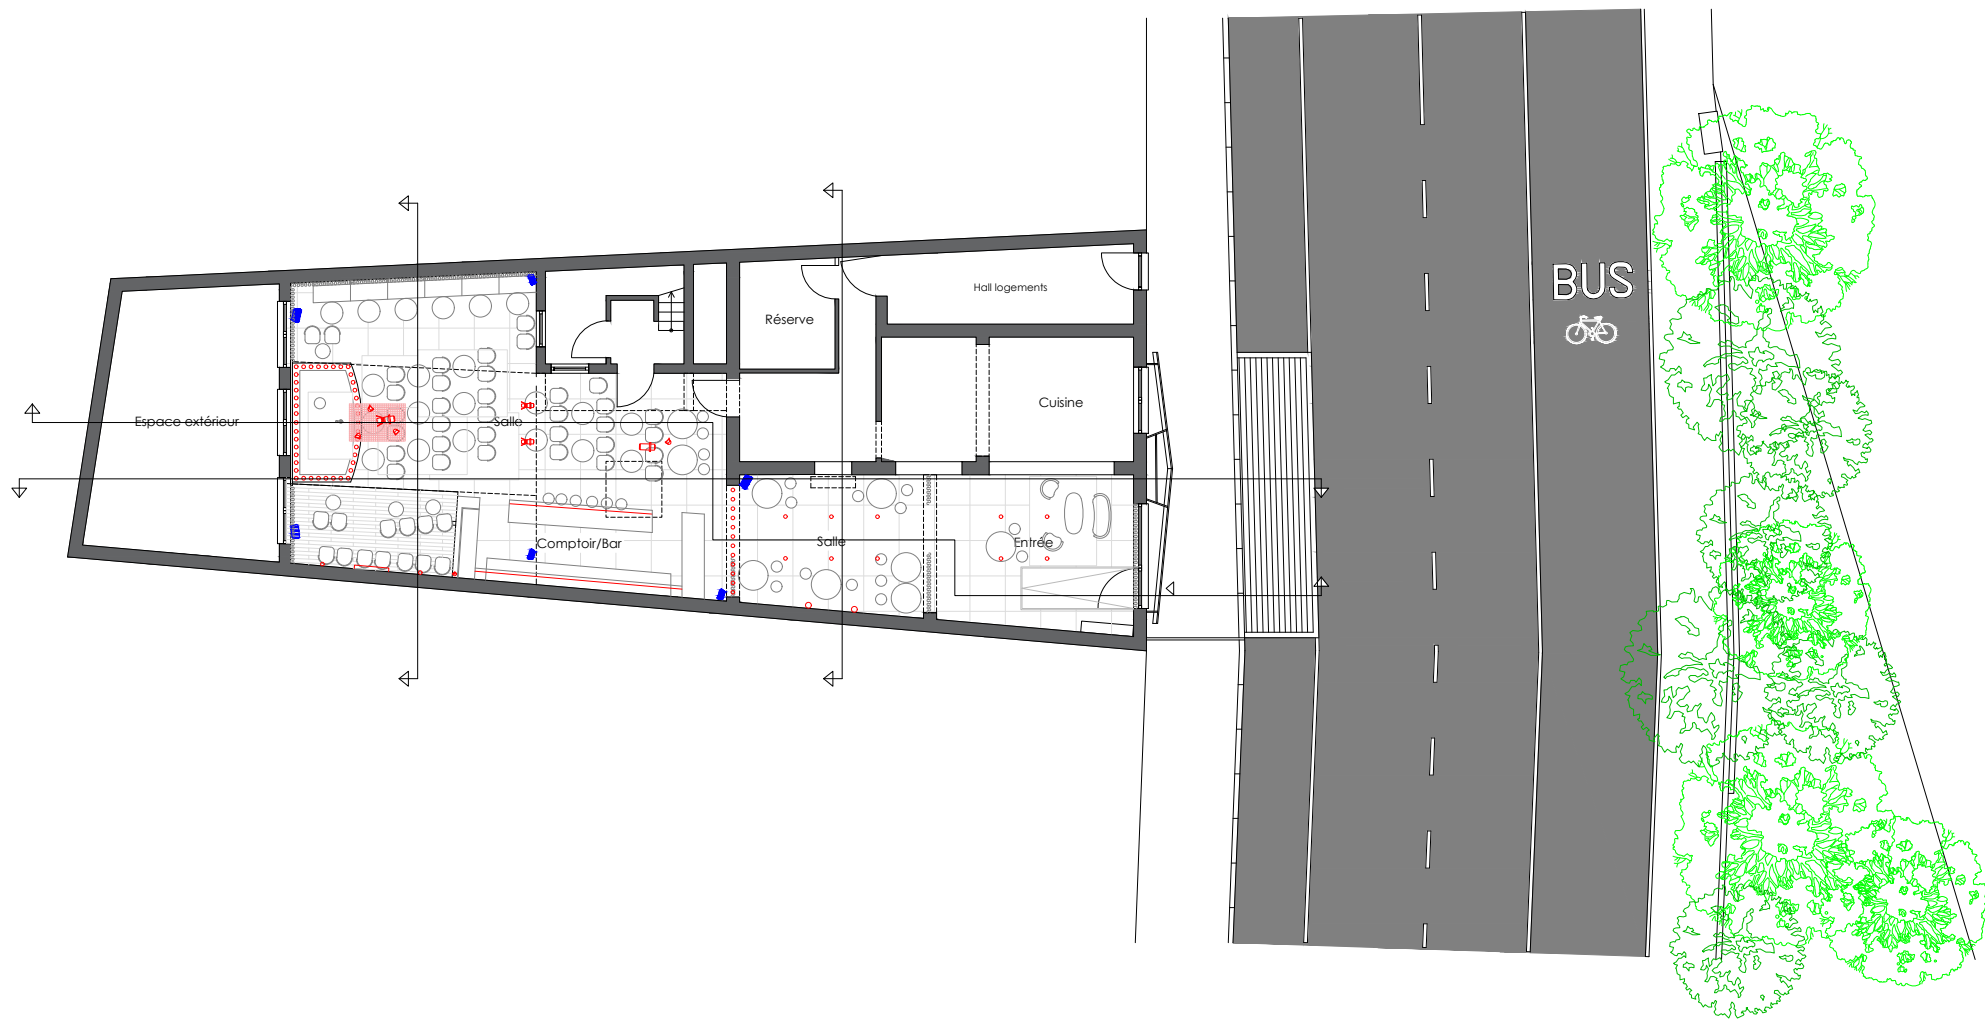 BUS
Hall logements
Réserve
Cuisine
Espace extérieur
Salle
Comptoir/Bar
Salle
Entrée